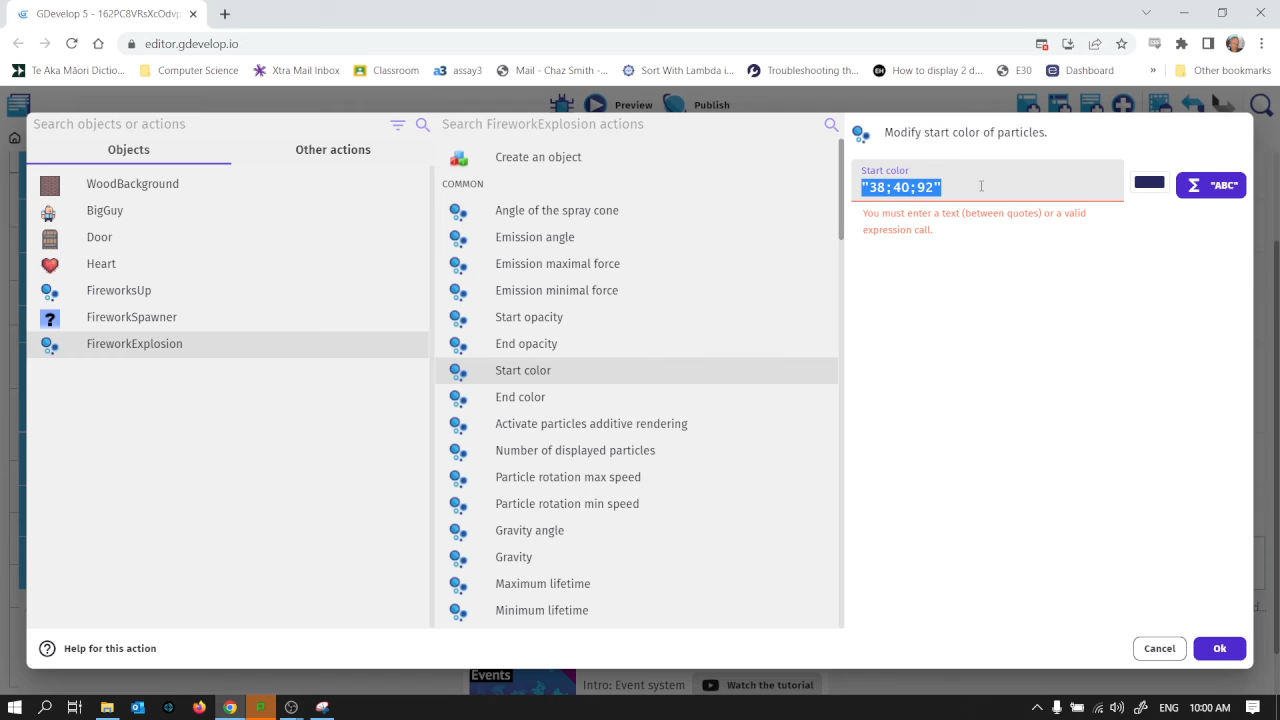 GDevelop 5 - 162PC8VRsXcOdvp
editor.gdevelop.io
Te Aka Māori Dictio...
Computer Science
Xtra Mail Inbox
Classroom
a3 assay3
Mail - Chaz Smith -...
Sort With Lambda i...
Troubleshooting th...
How to display 2 d...
E30
Dashboard
»
Other bookmarks
Preview
Publish
Search objects or actions
Search FireworkExplosion actions
Modify start color of particles.
Objects
Other actions
Create an object
COMMON
WoodBackground
BigGuy
Door
Heart
FireworksUp
FireworkSpawner
FireworkExplosion
Angle of the spray cone
Emission angle
Emission maximal force
Emission minimal force
Start opacity
End opacity
Start color
End color
Activate particles additive rendering
Number of displayed particles
Particle rotation max speed
Particle rotation min speed
Gravity angle
Gravity
Maximum lifetime
Minimum lifetime
Start color
"38;40;92"
Σ "ABC"
You must enter a text (between quotes) or a valid
expression call.
Help for this action
Cancel
Ok
Events
Intro: Event system
Watch the tutorial
ENG
10:00 AM